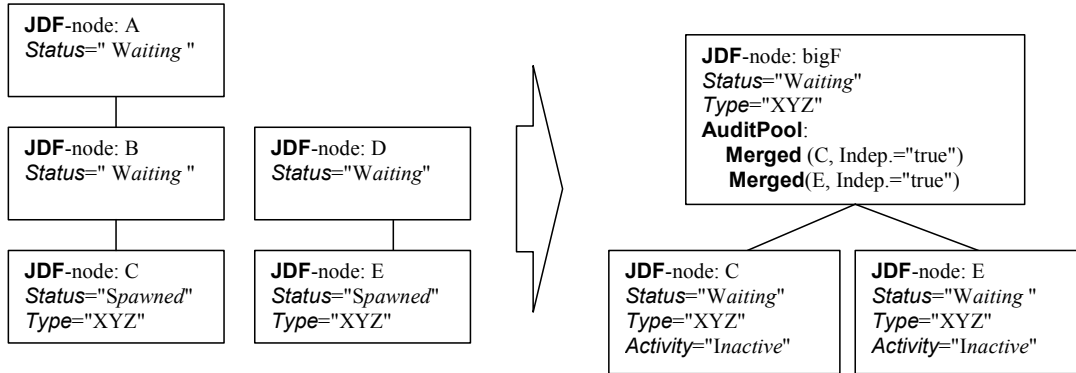 JDF-node: A
Status=" Waiting "
JDF-node: B
Status=" Waiting "
JDF-node: D
Status="Waiting"
JDF-node: C
Status="Spawned"
Type="XYZ"
JDF-node: E
Status="Spawned"
Type="XYZ"
JDF-node: bigF
Status="Waiting"
Type="XYZ"
AuditPool:
Merged (C, Indep.="true")
Merged(E, Indep.="true")
JDF-node: C
Status="Waiting"
Type="XYZ"
Activity="Inactive"
JDF-node: E
Status="Waiting "
Type="XYZ"
Activity="Inactive"